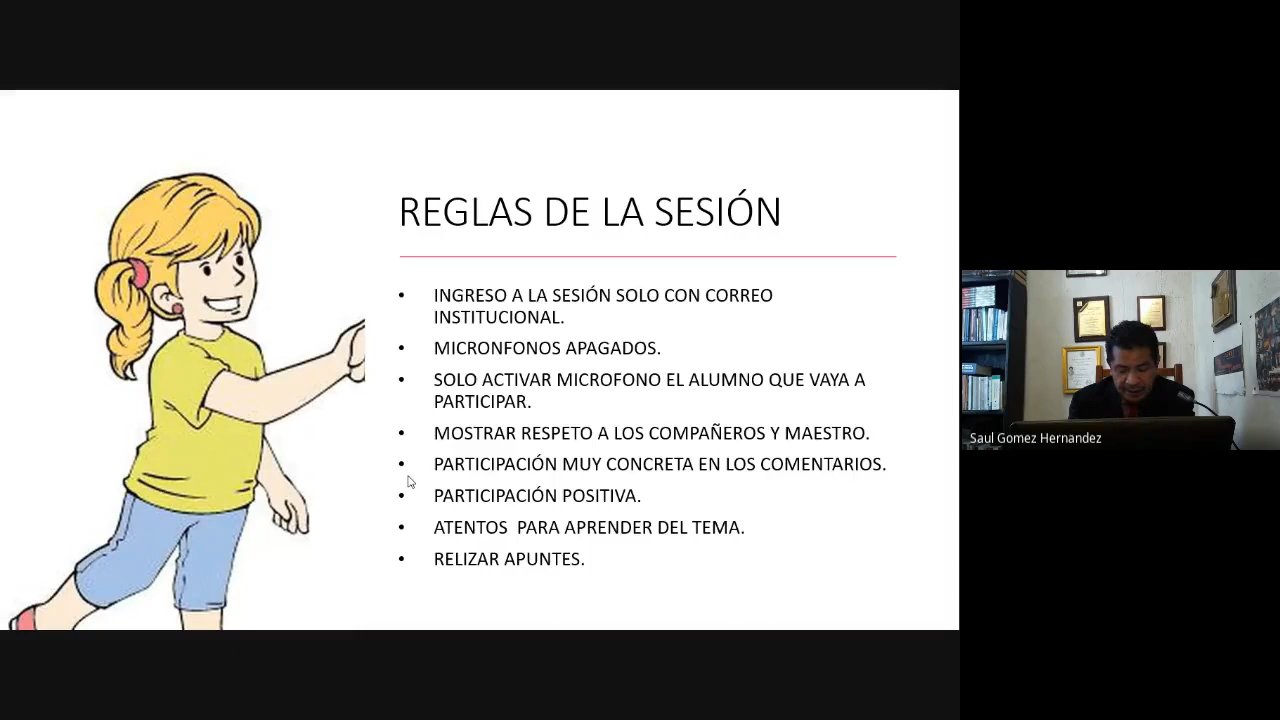 REGLAS DE LA SESIÓN
• INGRESO A LA SESIÓN SOLO CON CORREO
INSTITUCIONAL.
• MICRONFONOS APAGADOS.
• SOLO ACTIVAR MICROFONO EL ALUMNO QUE VAYA A
PARTICIPAR.
• MOSTRAR RESPETO A LOS COMPAÑEROS Y MAESTRO.
• PARTICIPACIÓN MUY CONCRETA EN LOS COMENTARIOS.
• PARTICIPACIÓN POSITIVA.
• ATENTOS  PARA APRENDER DEL TEMA.
• RELIZAR APUNTES.
Saul Gomez Hernandez